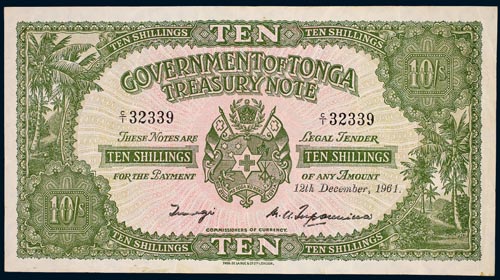 TEN
TEN SHILLINGS TEN SHILLINGS
GOVERNMENT OF TONGA
TREASURY NOTE
10/s 10/s
C/1 32339 C/1 32339
THESE NOTES ARE LEGAL TENDER
TEN SHILLINGS TEN SHILLINGS
FOR THE PAYMENT OF ANY AMOUNT
12th December, 1961.
COMMISSIONERS OF CURRENCY.
10/s 10/s
TEN SHILLINGS TEN SHILLINGS
TEN